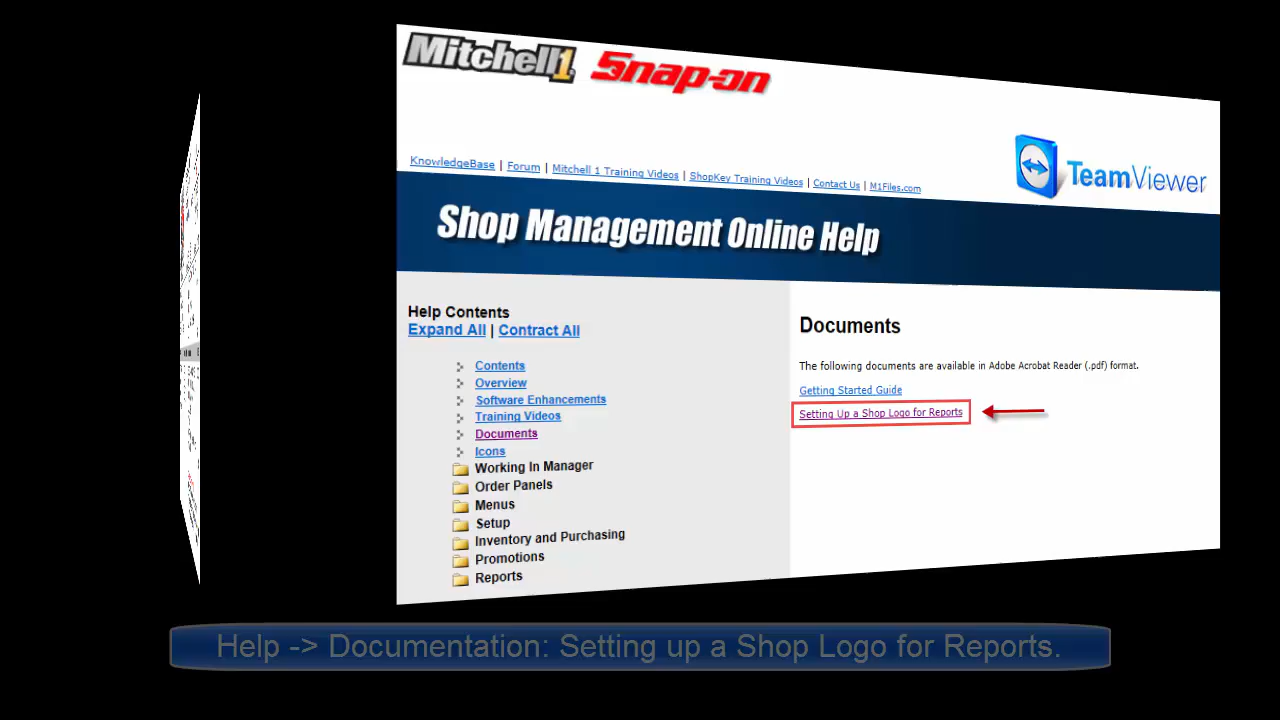 Mitchell1 Snap-on
TeamViewer
KnowledgeBase | Forum | Mitchell 1 Training Videos | ShopKey Training Videos | Contact Us | M1Files.com
Shop Management Online Help
Help Contents
Expand All | Contract All
Contents
Overview
Software Enhancements
Training Videos
Documents
Icons
Working In Manager
Order Panels
Menus
Setup
Inventory and Purchasing
Promotions
Reports
Documents
The following documents are available in Adobe Acrobat Reader (.pdf) format.
Getting Started Guide
Setting Up a Shop Logo for Reports
Help -> Documentation: Setting up a Shop Logo for Reports.